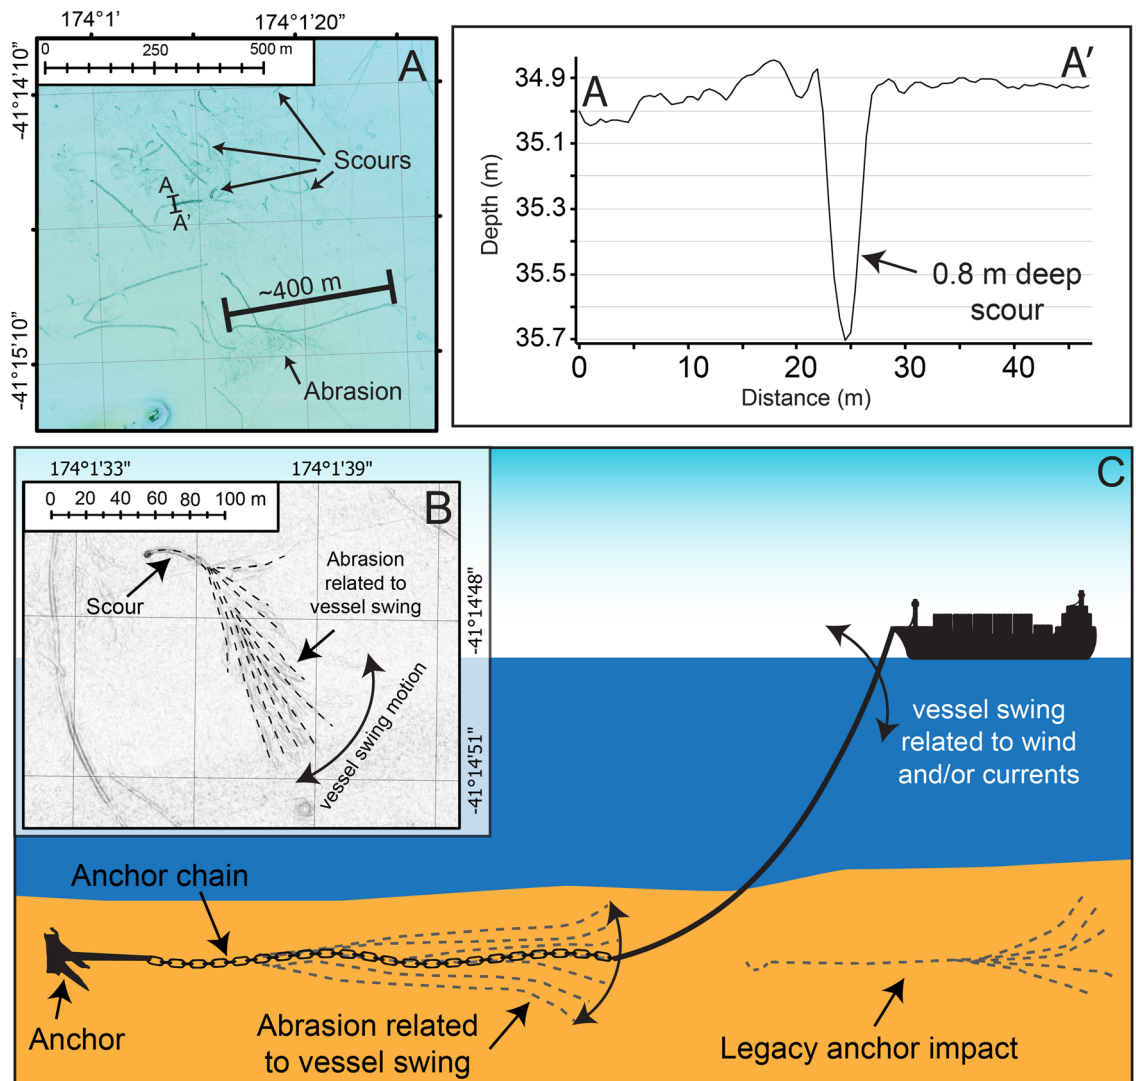 174°1'
174°1'20"
0 250 500 m
A
-41°14'10"
Scours
A
A'
~400 m
-41°15'10"
Abrasion
A
A'
34.9
35.1
35.3
35.5
35.7
Depth (m)
0.8 m deep
scour
0 10 20 30 40
Distance (m)
174°1'33"
174°1'39"
0 20 40 60 80 100 m
B
Scour
Abrasion
related to
vessel swing
vessel swing motion
-41°14'48"
-41°14'51"
C
vessel swing
related to wind
and/or currents
Anchor chain
Anchor
Abrasion related
to vessel swing
Legacy anchor impact